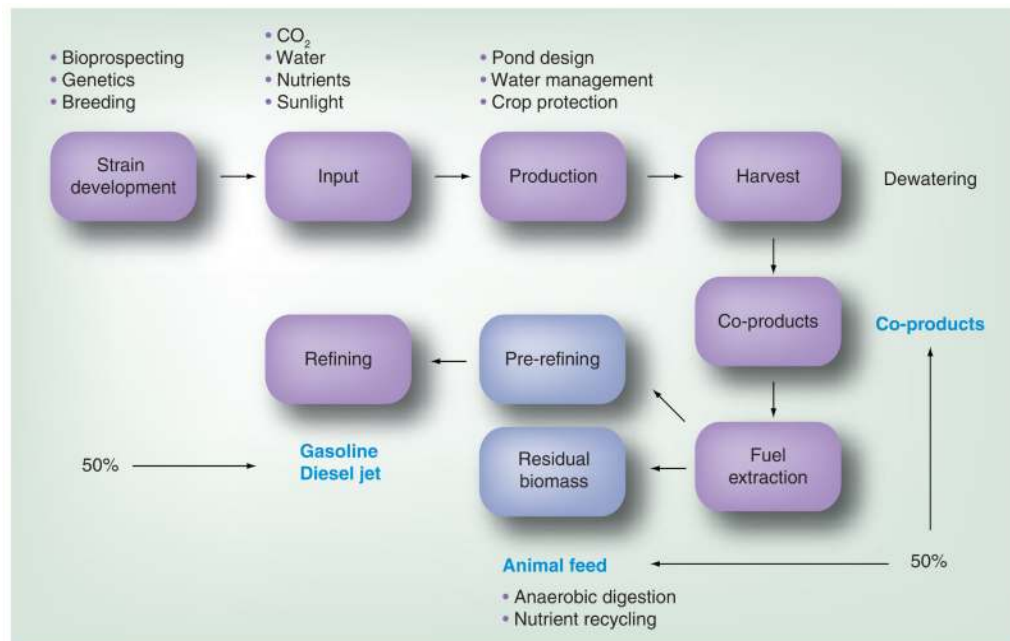 • Bioprospecting
• Genetics
• Breeding
• CO₂
• Water
• Nutrients
• Sunlight
• Pond design
• Water management
• Crop protection
Strain
development
Input
Production
Harvest
Dewatering
Co-products
Co-products
Refining
Pre-refining
Gasoline
Diesel jet
50%
Residual
biomass
Fuel
extraction
Animal feed
50%
• Anaerobic digestion
• Nutrient recycling